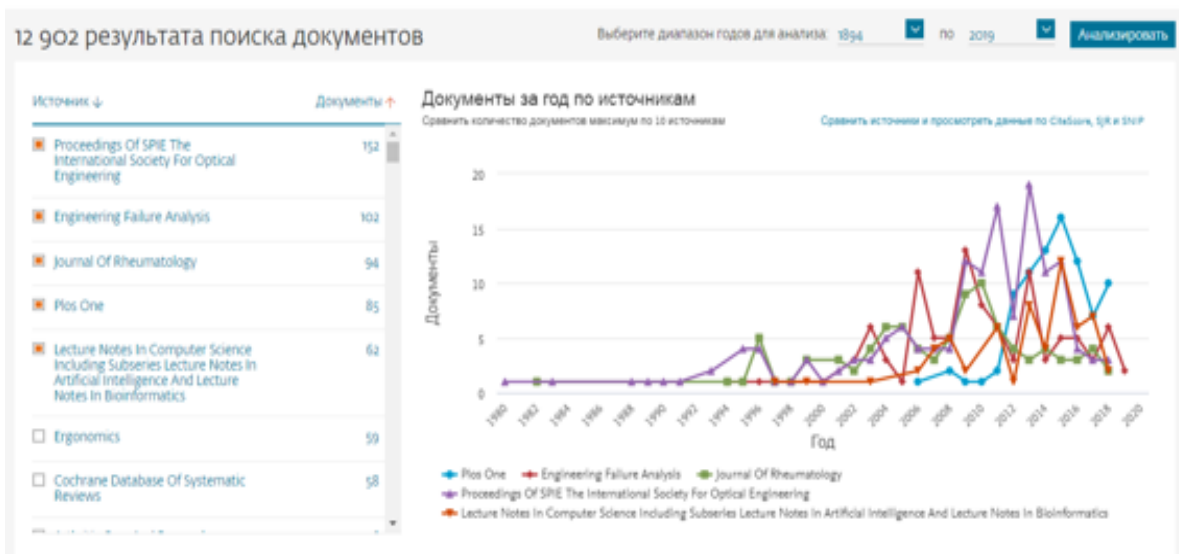 12 902 результата поиска документов
Выберите диапазон годов для анализа: 1894 по 2019 Анализировать
Источник ↓ Документы ↑
Proceedings Of SPIE The 152
International Society For Optical
Engineering
Engineering Failure Analysis 102
Journal Of Rheumatology 94
Plos One 85
Lecture Notes In Computer Science 62
Including Subseries Lecture Notes In
Artificial Intelligence And Lecture
Notes In Bioinformatics
Ergonomics 59
Cochrane Database Of Systematic 58
Reviews
Документы за год по источникам
Сравнить количество документов максимум по 10 источникам
Сравнить источники и просмотреть данные по CiteScore, SJR и SNIP
Документы
20
15
10
5
0
1980 1982 1984 1986 1988 1990 1992 1994 1996 1998 2000 2002 2004 2006 2008 2010 2012 2014 2016 2018 2020
Год
Plos One Engineering Failure Analysis Journal Of Rheumatology
Proceedings Of SPIE The International Society For Optical Engineering
Lecture Notes In Computer Science Including Subseries Lecture Notes In Artificial Intelligence And Lecture Notes In Bioinformatics